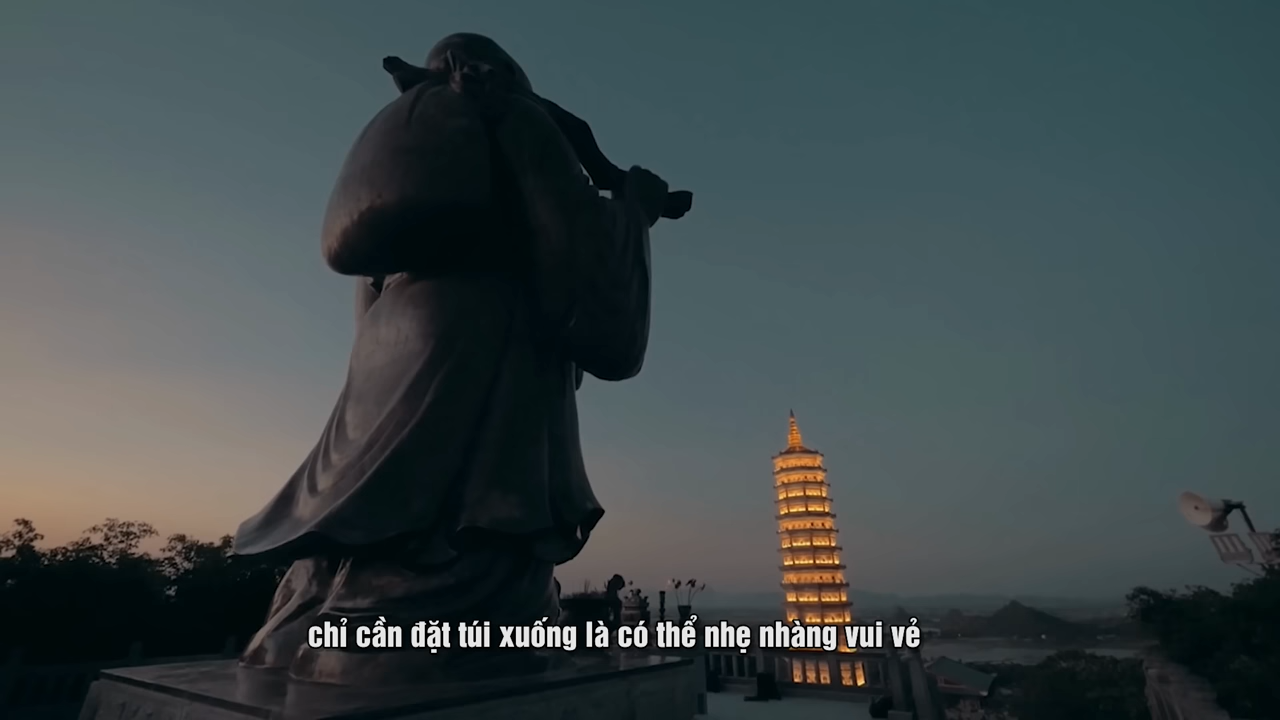 chỉ cần đặt túi xuống là có thể nhẹ nhàng vui vẻ